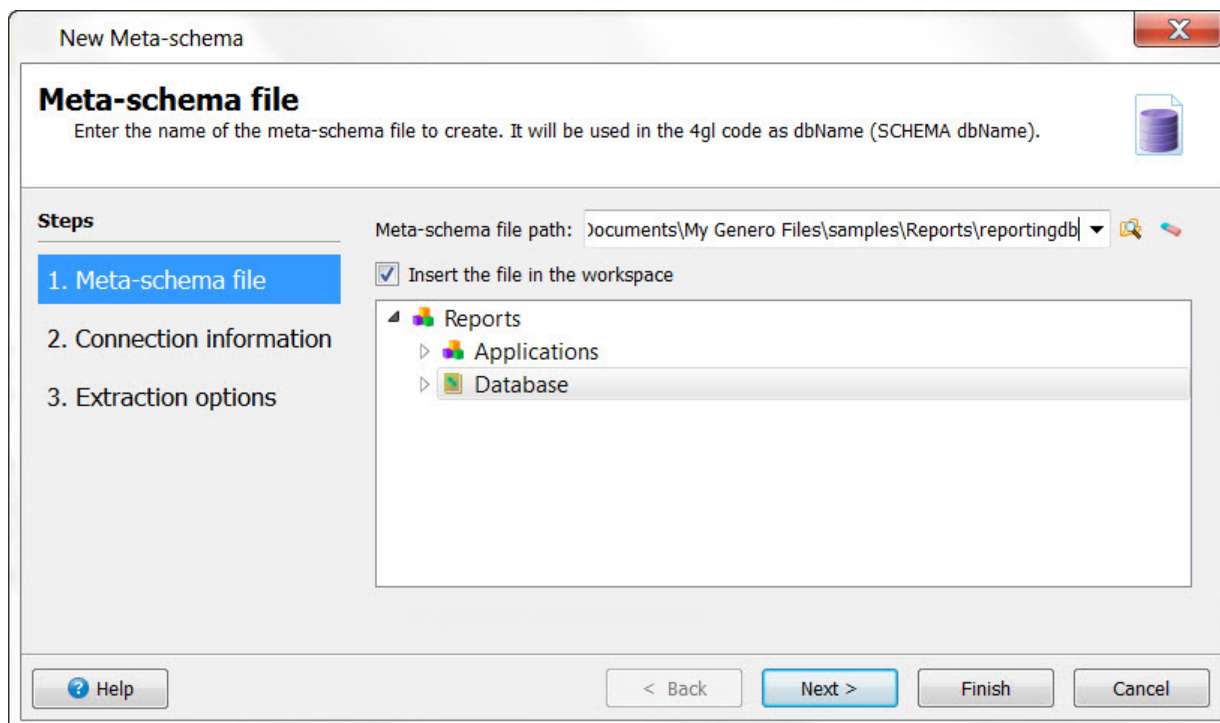 New Meta-schema
X
Meta-schema file
Enter the name of the meta-schema file to create. It will be used in the 4gl code as dbName (SCHEMA dbName).
Steps
1. Meta-schema file
2. Connection information
3. Extraction options
Meta-schema file path: Documents\My Genero Files\samples\Reports\reportingdb
Insert the file in the workspace
Reports
Applications
Database
? Help
< Back
Next >
Finish
Cancel